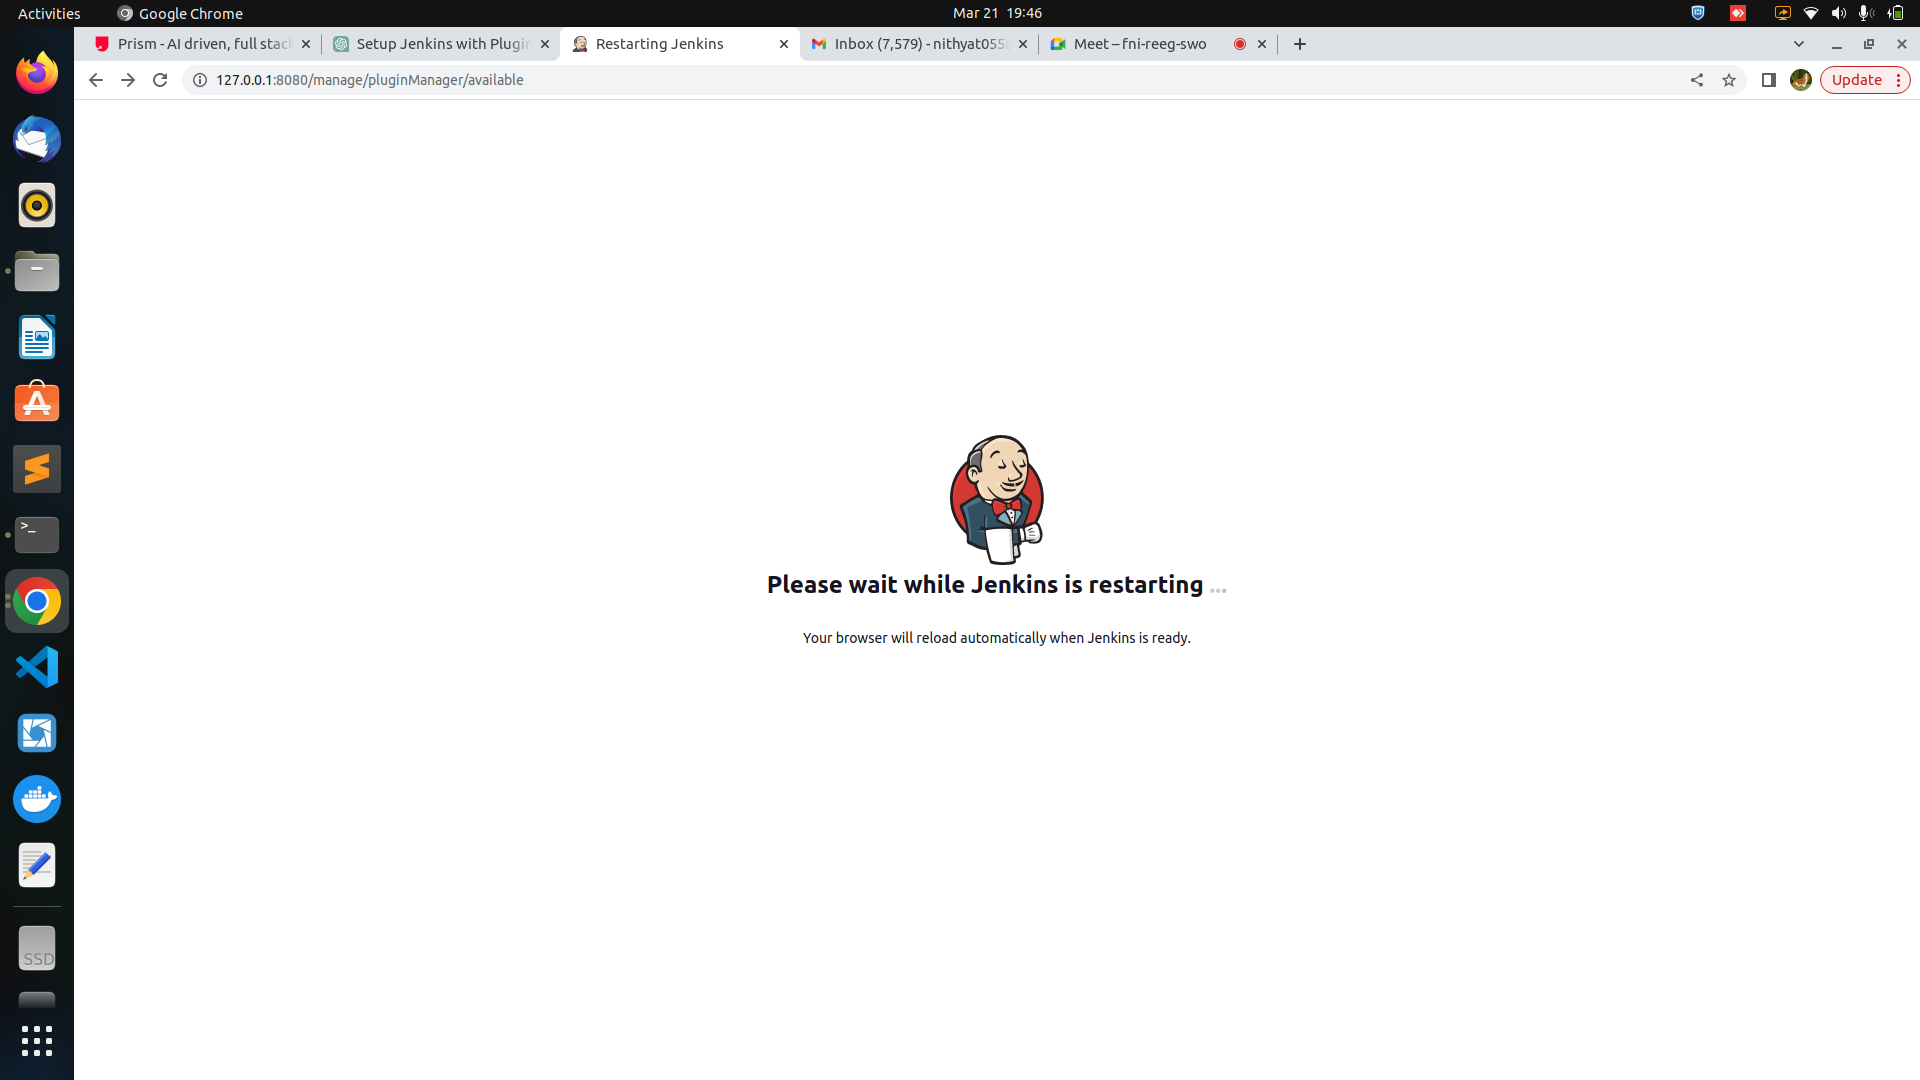 Activities
Google Chrome
Mar 21 19:46
Prism - AI driven, full stac
Setup Jenkins with Plugin
Restarting Jenkins
Inbox (7,579) - nithyat055
Meet – fni-reeg-swo
127.0.0.1:8080/manage/pluginManager/available
Update
Please wait while Jenkins is restarting ...
Your browser will reload automatically when Jenkins is ready.
>_
SSD